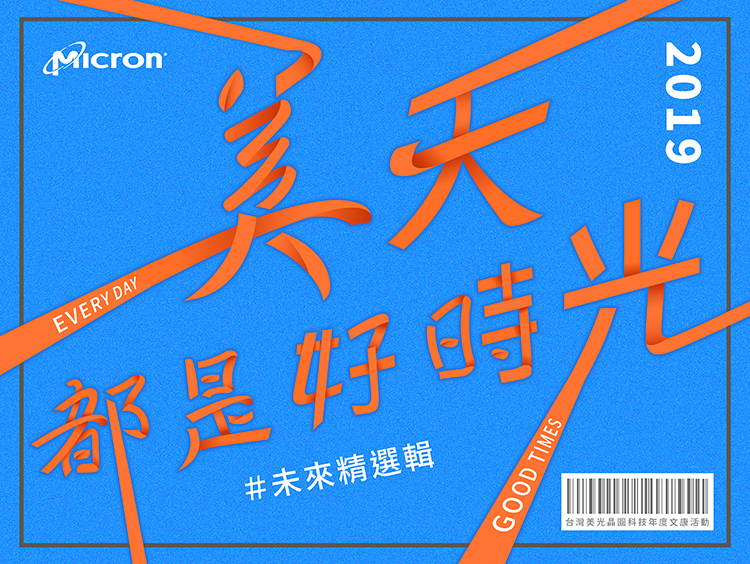 Micron
2019
美天
都是好時光
EVERY DAY
GOOD TIMES
#未來精選輯
台灣美光晶圓科技年度文康活動